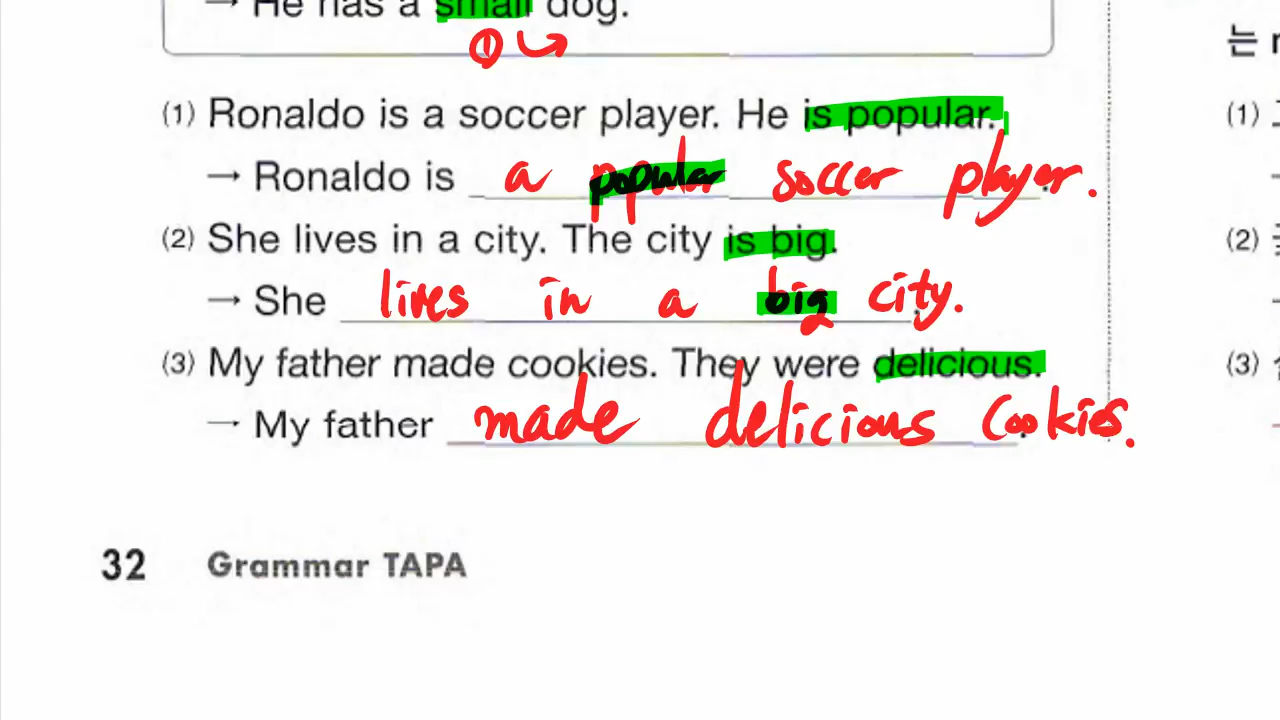 → He has a small dog.
①
(1) Ronaldo is a soccer player. He is popular.
→ Ronaldo is a popular soccer player.
(2) She lives in a city. The city is big.
→ She lives in a big city.
(3) My father made cookies. They were delicious.
→ My father made delicious cookies.
32 Grammar TAPA
는
(1)
(2)
(3)